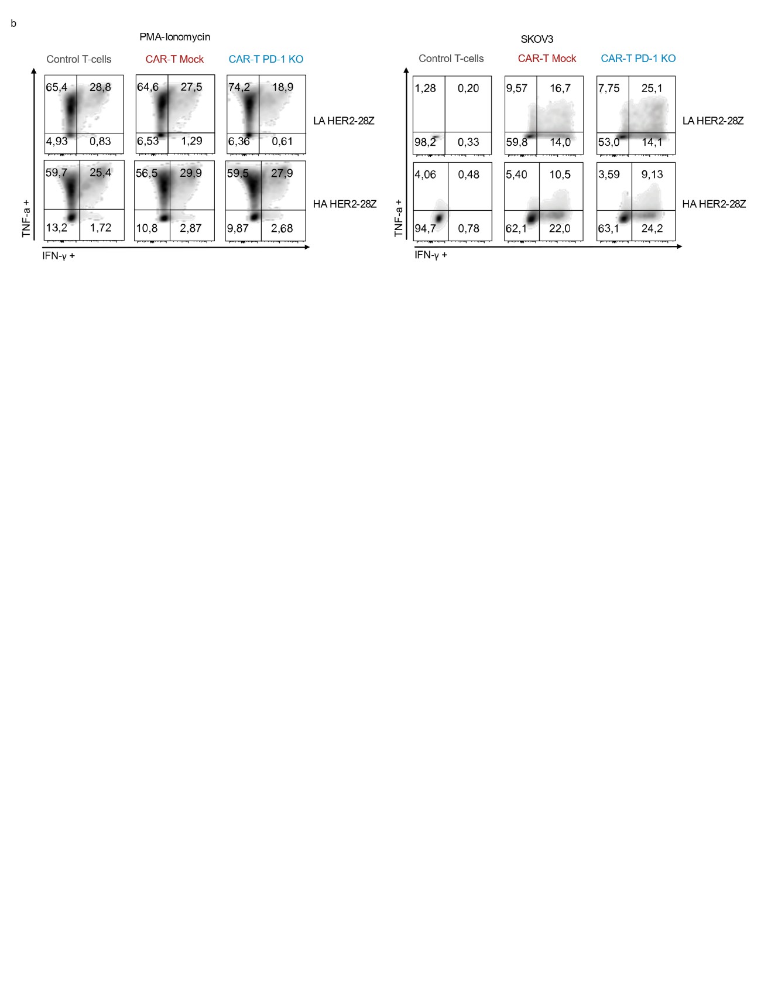 b
PMA-Ionomycin
Control T-cells CAR-T Mock CAR-T PD-1 KO
65,4 28,8 64,6 27,5 74,2 18,9
LA HER2-28Z
4,93 0,83 6,53 1,29 6,36 0,61
59,7 25,4 56,5 29,9 59,5 27,9
HA HER2-28Z
13,2 1,72 10,8 2,87 9,87 2,68
TNF-a +
IFN-γ +
SKOV3
Control T-cells CAR-T Mock CAR-T PD-1 KO
1,28 0,20 9,57 16,7 7,75 25,1
LA HER2-28Z
98,2 0,33 59,8 14,0 53,0 14,1
4,06 0,48 5,40 10,5 3,59 9,13
HA HER2-28Z
94,7 0,78 62,1 22,0 63,1 24,2
TNF-a +
IFN-γ +